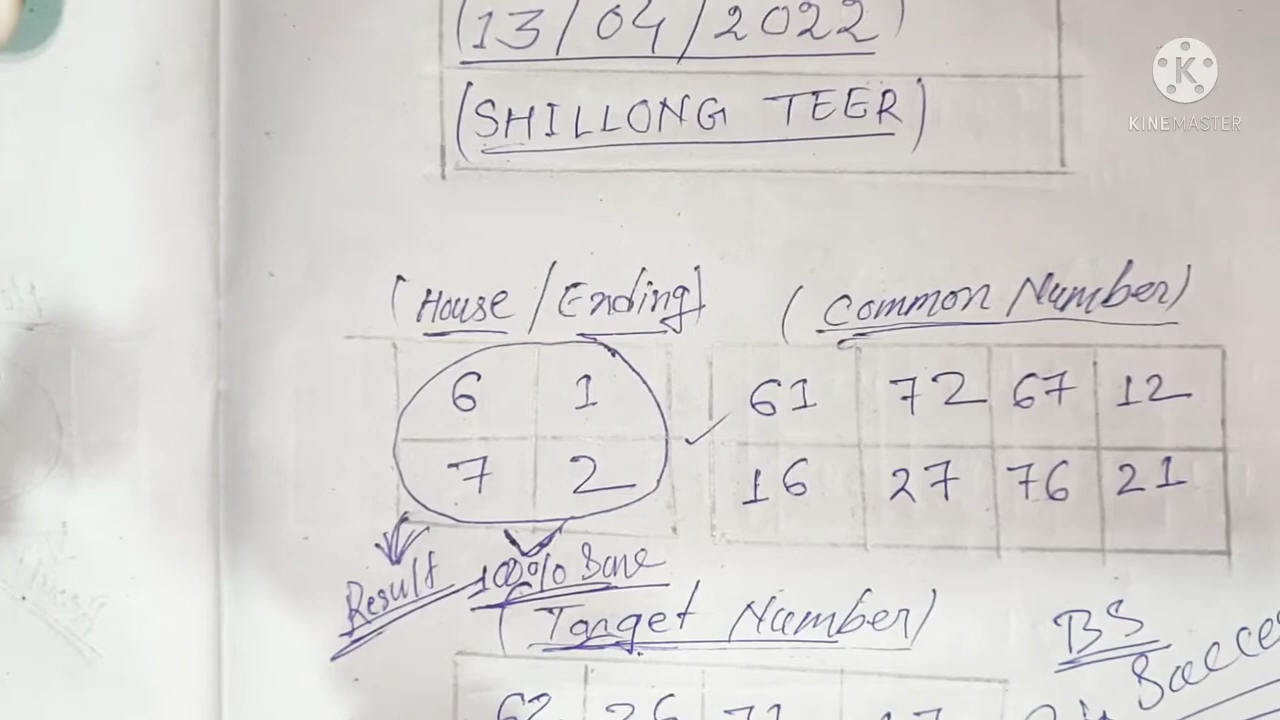 (13/04/2022)
(SHILLONG TEER)
KINEMASTER
(House/Ending) (Common Number)
6 1 61 72 67 12
7 2 16 27 76 21
Result 100%
(Target Number)
BS